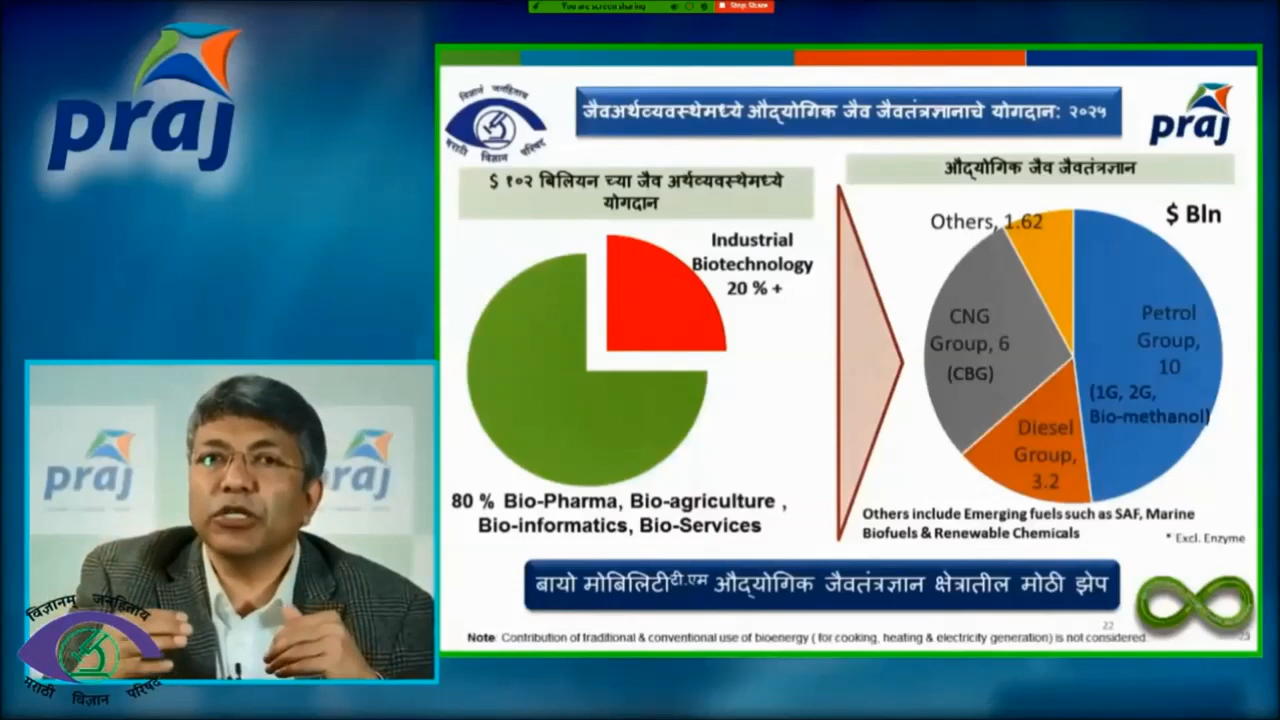 You are screen sharing
Stop Share
praj
विज्ञानं जनहिताय
मराठी विज्ञान परिषद
जैवअर्थव्यवस्थेमध्ये औद्योगिक जैव जैवतंत्रज्ञानाचे योगदान: २०२५
praj
$ १०२ बिलियन च्या जैव अर्थव्यवस्थेमध्ये
योगदान
औद्योगिक जैव जैवतंत्रज्ञान
Industrial
Biotechnology
20 % +
$ Bln
Others, 1.62
CNG
Group, 6
(CBG)
Petrol
Group,
10
(1G, 2G,
Bio-methanol)
Diesel
Group,
3.2
80 % Bio-Pharma, Bio-agriculture ,
Bio-informatics, Bio-Services
Others include Emerging fuels such as SAF, Marine
Biofuels & Renewable Chemicals
* Excl. Enzyme
बायो मोबिलिटीटी.एम औद्योगिक जैवतंत्रज्ञान क्षेत्रातील मोठी झेप
22
23
Note: Contribution of traditional & conventional use of bioenergy ( for cooking, heating & electricity generation) is not considered.
praj
praj
विज्ञानम् जनहिताय
मराठी विज्ञान परिषद